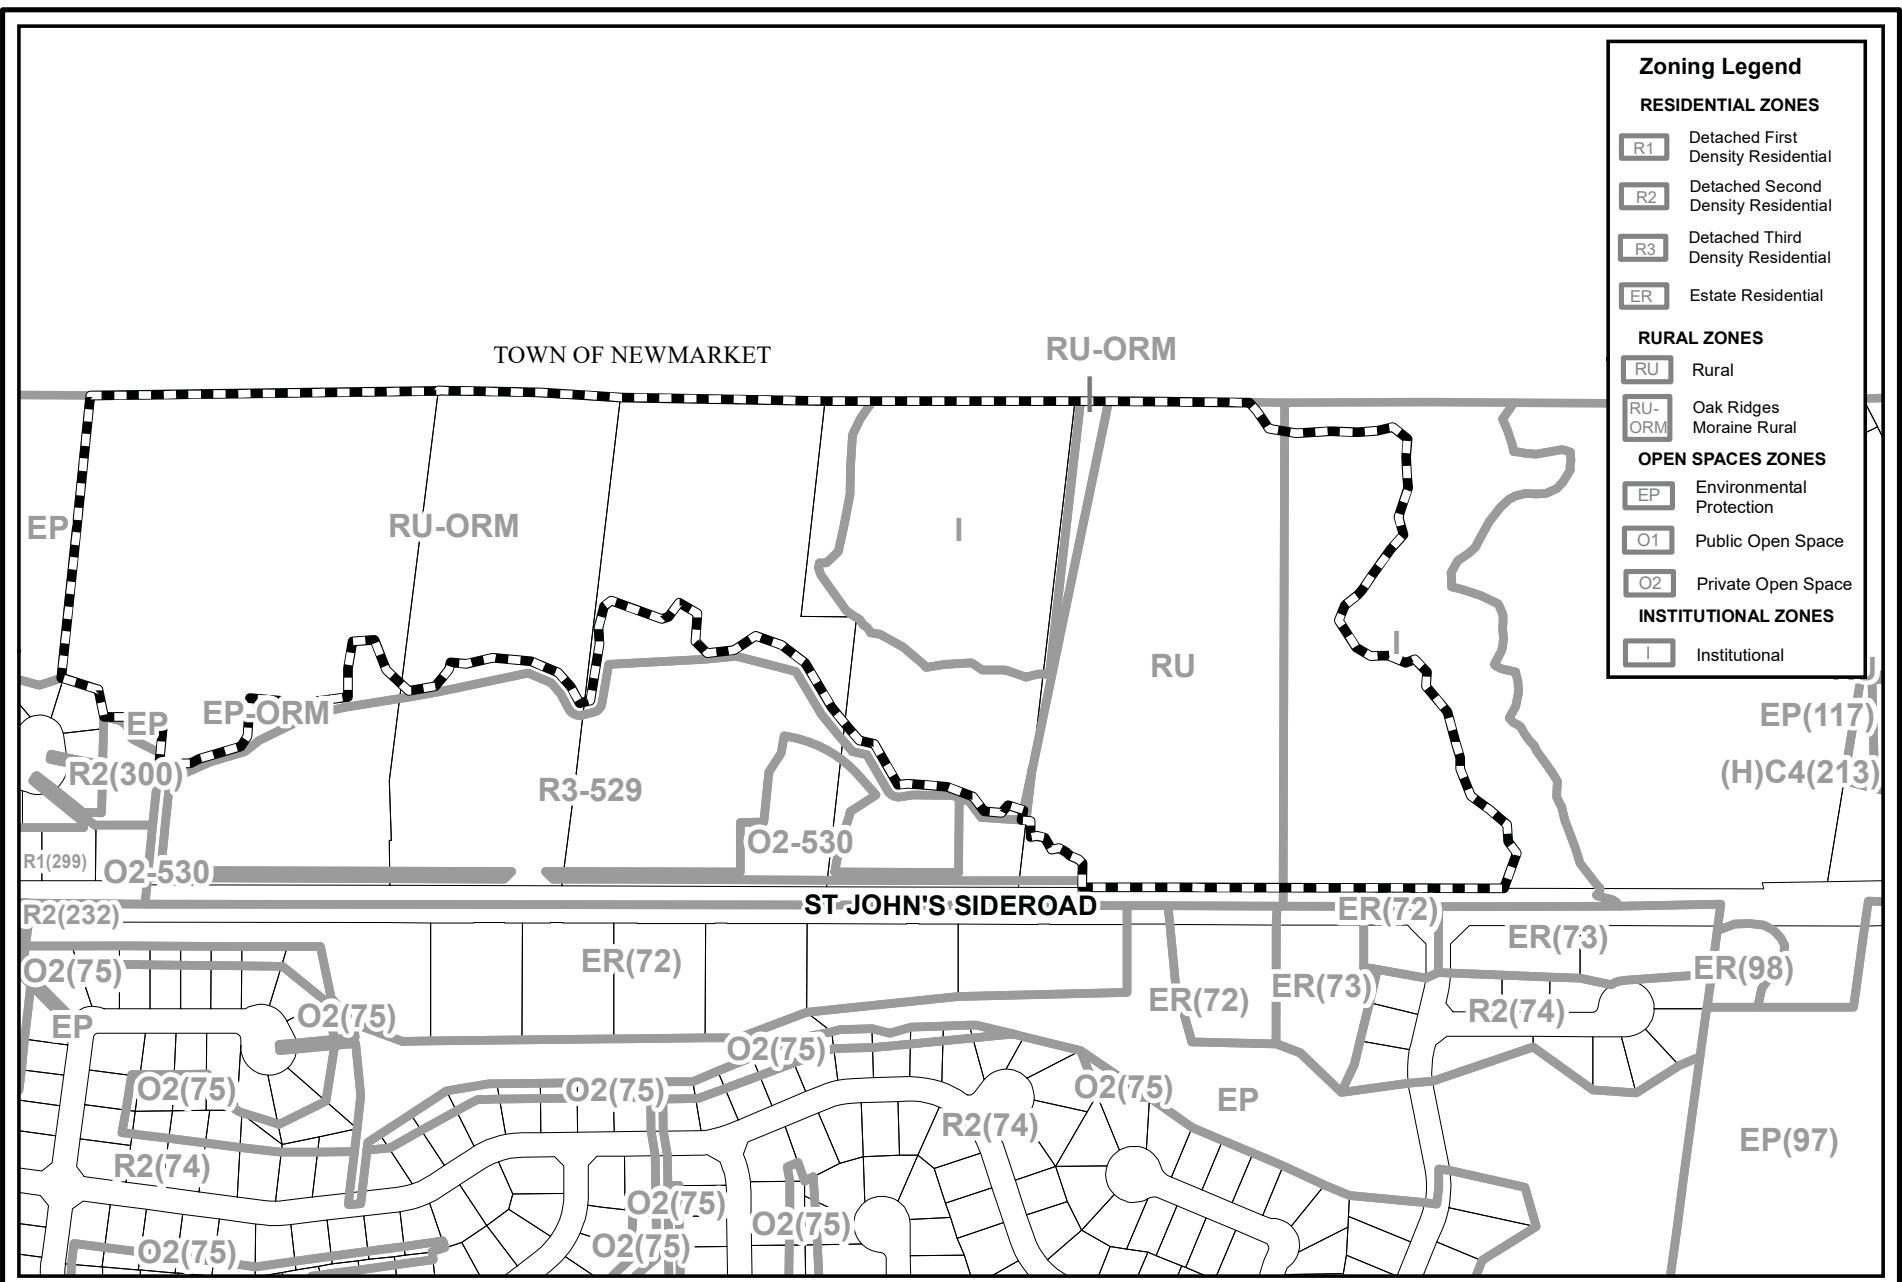 Zoning Legend
RESIDENTIAL ZONES
R1
Detached First
Density Residential
R2
Detached Second
Density Residential
R3
Detached Third
Density Residential
ER
Estate Residential
RURAL ZONES
RU
Rural
RU-
ORM
Oak Ridges
Moraine Rural
OPEN SPACES ZONES
EP
Environmental
Protection
O1
Public Open Space
O2
Private Open Space
INSTITUTIONAL ZONES
I
Institutional
TOWN OF NEWMARKET
RU-ORM
EP
RU-ORM
I
RU
I
EP
EP-ORM
EP(117)
R2(300)
R3-529
(H)C4(213)
O2-530
R1(299)
O2-530
ST JOHN'S SIDEROAD
ER(72)
R2(232)
ER(73)
ER(72)
O2(75)
ER(98)
ER(73)
ER(72)
R2(74)
O2(75)
EP
O2(75)
O2(75)
O2(75)
O2(75)
EP
R2(74)
EP(97)
R2(74)
O2(75)
O2(75)
O2(75)
O2(75)